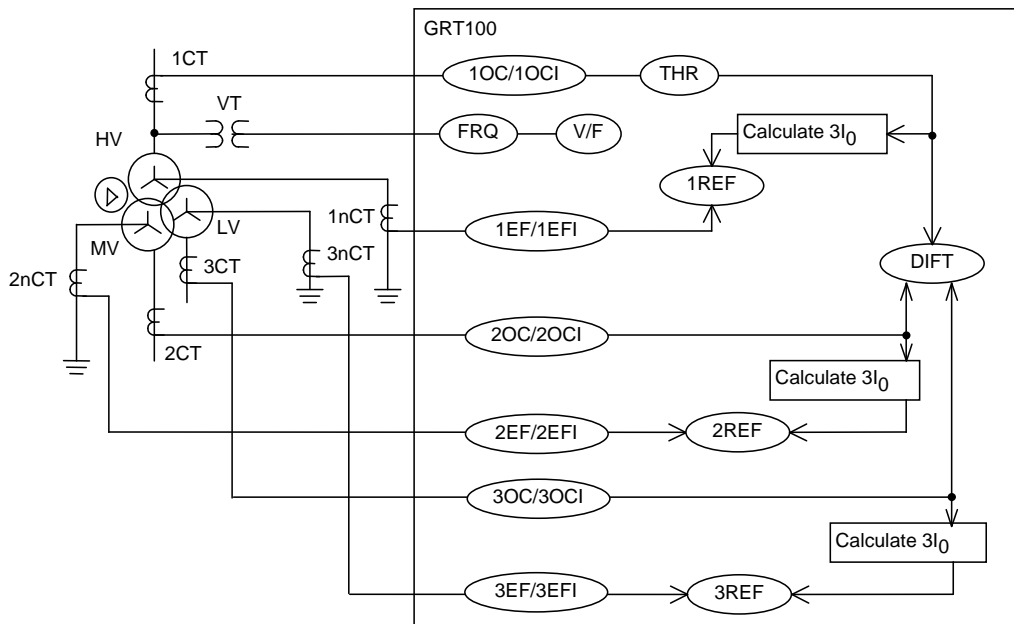 GRT100
1CT
1OC/1OCI
THR
VT
HV
FRQ
V/F
Calculate 3I0
1REF
1nCT
1EF/1EFI
LV
MV
3CT
3nCT
2nCT
DIFT
2CT
2OC/2OCI
Calculate 3I0
2EF/2EFI
2REF
3OC/3OCI
Calculate 3I0
3EF/3EFI
3REF